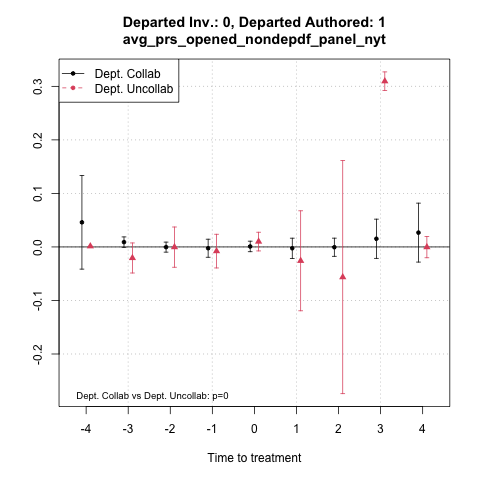 Departed Inv.: 0, Departed Authored: 1
avg_prs_opened_nondepdf_panel_nyt
Dept. Collab
Dept. Uncollab
0.3
0.2
0.1
0.0
-0.1
-0.2
Dept. Collab vs Dept. Uncollab: p=0
-4 -3 -2 -1 0 1 2 3 4
Time to treatment